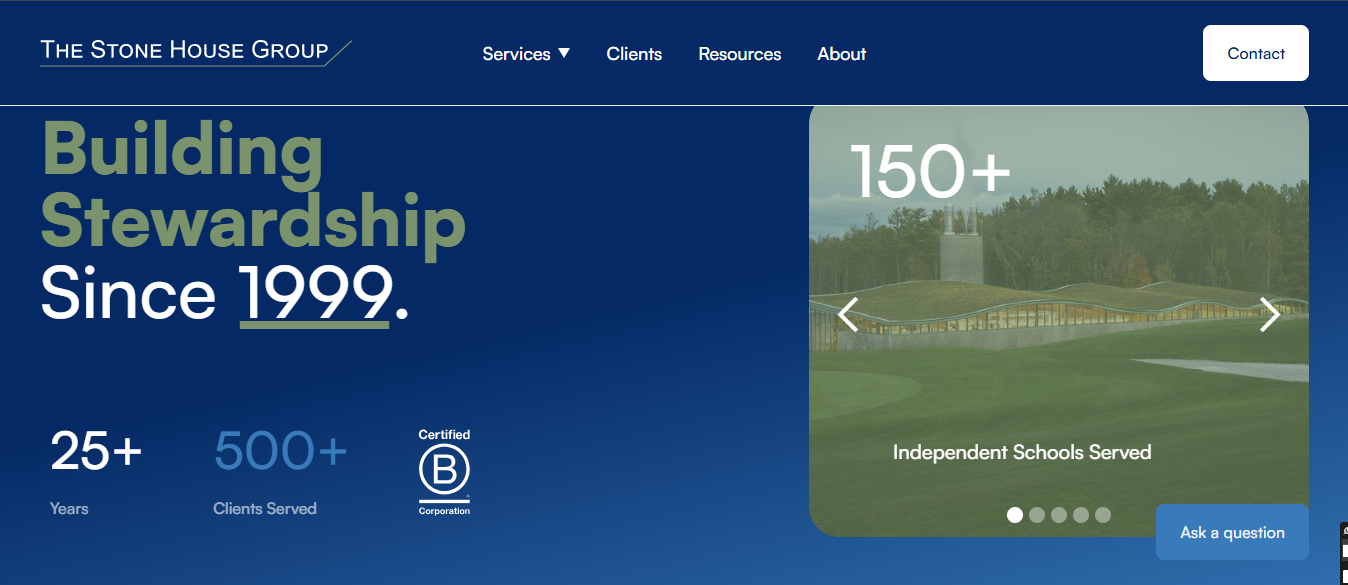 THE STONE HOUSE GROUP
Services
Clients
Resources
About
Contact
Building
Stewardship
Since 1999.
25+
Years
500+
Clients Served
Certified
B
Corporation
150+
Independent Schools Served
Ask a question